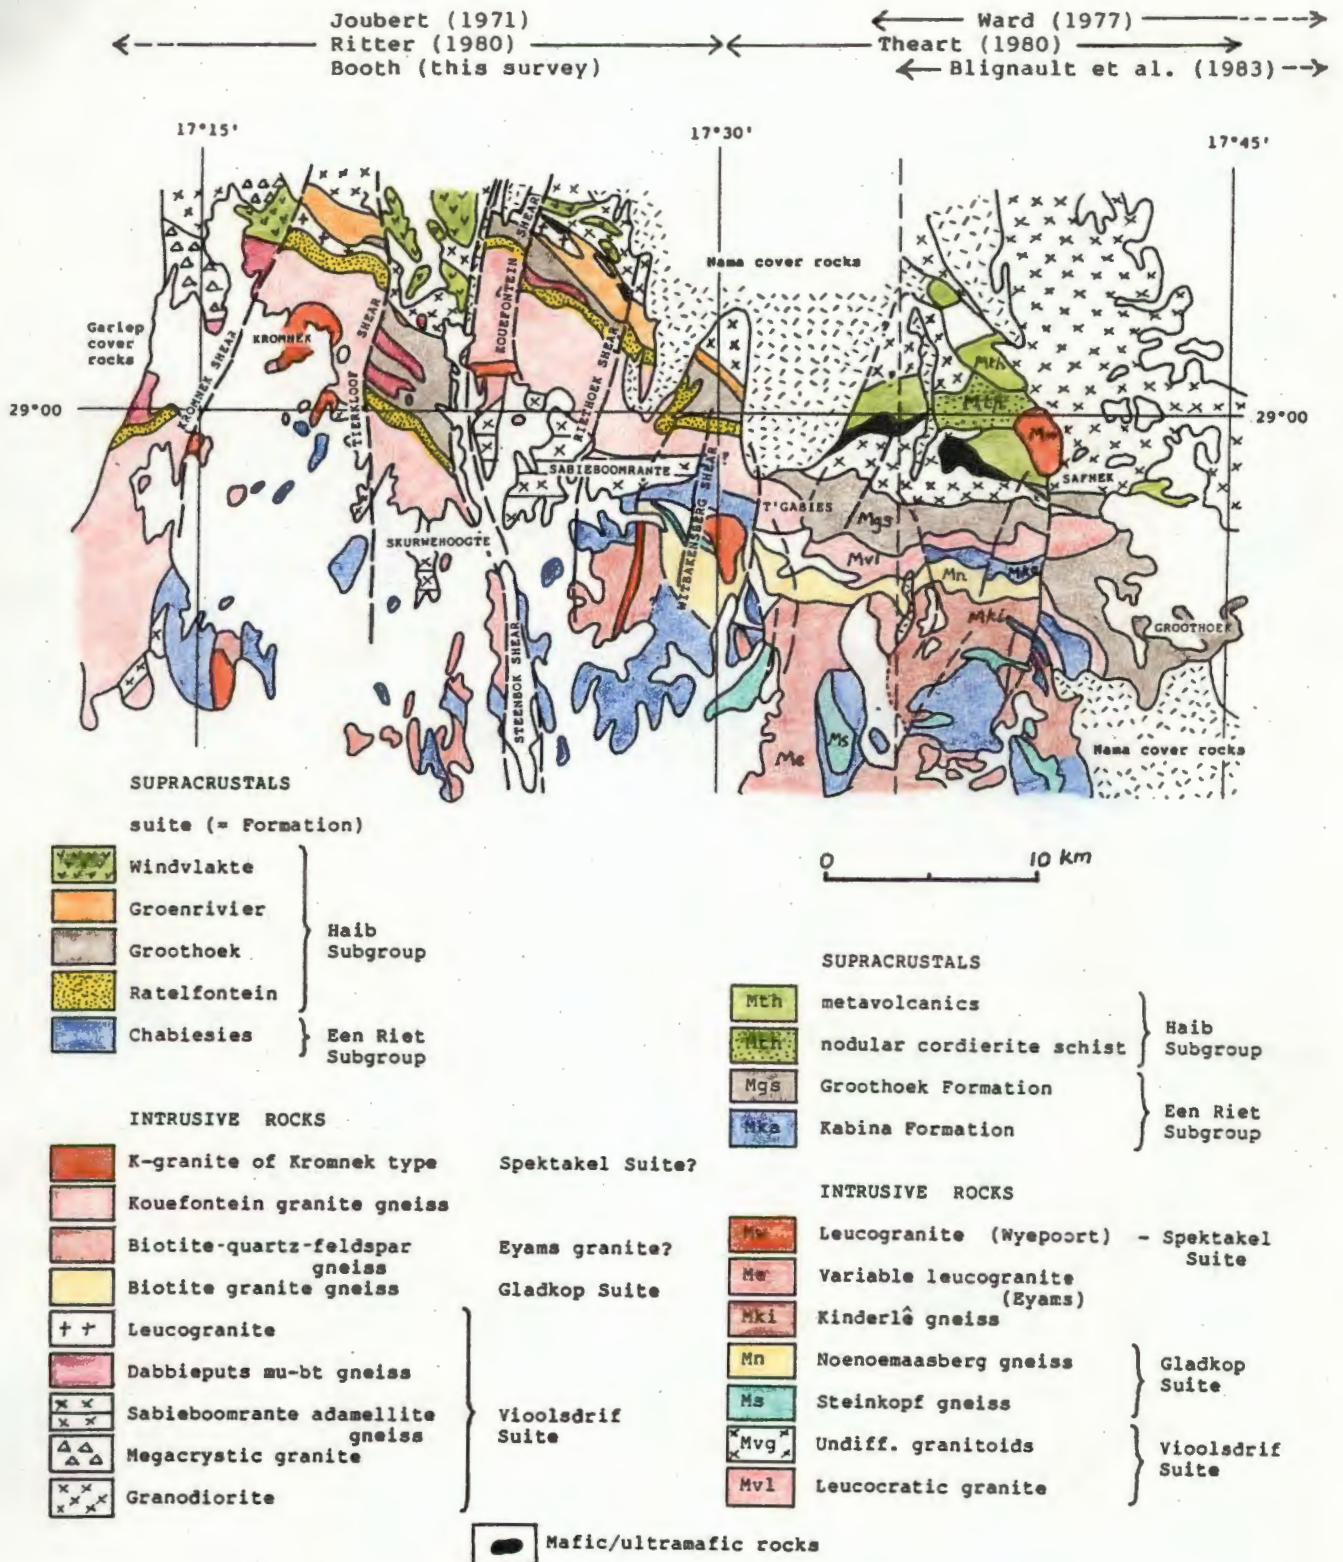 Joubert (1971)
Ritter (1980)
Booth (this survey)
Ward (1977)
Theart (1980)
Blignault et al. (1983)
17°15'
17°30'
17°45'
Nama cover rocks
Gariep
cover
rocks
KROMNEK SHEAR
KROMNEK
TIERKLOOF SHEAR
KOUEFONTEIN SHEAR
RIETHOEK SHEAR
29°00
29°00
Mth
Mth
Mw
SABIEBOOMRANTE
SAFNEK
T'GABIES
Mgs
SKURWEHOOGTE
WITBAKENSBERG SHEAR
Mvl
Mka
Mn
Mki
GROOTHOEK
STEENBOK SHEAR
Ms
Me
Nama cover rocks
SUPRACRUSTALS
suite (= Formation)
Windvlakte
Groenrivier
Groothoek
Ratelfontein
Haib
Subgroup
Chabiesies
Een Riet
Subgroup
INTRUSIVE ROCKS
K-granite of Kromnek type Spektakel Suite?
Kouefontein granite gneiss
Biotite-quartz-feldspar Eyams granite?
gneiss
Biotite granite gneiss Gladkop Suite
Leucogranite
Dabbieputs mu-bt gneiss
Sabieboomrante adamellite
gneiss
Megacrystic granite
Granodiorite
Vioolsdrif
Suite
0 10 km
SUPRACRUSTALS
Mth metavolcanics
Mth nodular cordierite schist
Haib
Subgroup
Mgs Groothoek Formation
Mka Kabina Formation
Een Riet
Subgroup
INTRUSIVE ROCKS
Mw Leucogranite (Wyepoort) - Spektakel
Suite
Me Variable leucogranite
(Eyams)
Mki Kinderlê gneiss
Mn Noenoemaasberg gneiss
Ms Steinkopf gneiss
Gladkop
Suite
Mvg Undiff. granitoids
Mvl Leucocratic granite
Vioolsdrif
Suite
Mafic/ultramafic rocks